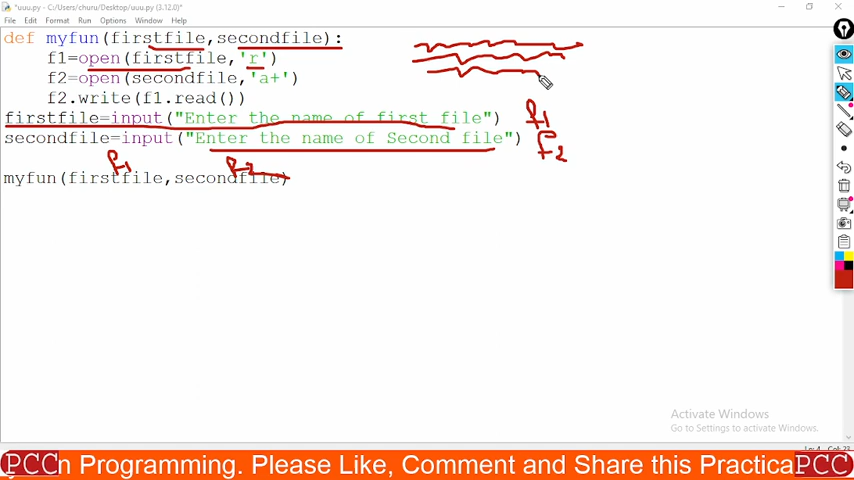 *uuu.py - C:/Users/churu/Desktop/uuu.py (3.12.0)*
File Edit Format Run Options Window Help
def myfun(firstfile,secondfile):
f1=open(firstfile,'r')
f2=open(secondfile,'a+')
f2.write(f1.read())
firstfile=input("Enter the name of first file") f1
secondfile=input("Enter the name of Second file") f2
f1 f2
myfun(firstfile,secondfile)
Activate Windows
Go to Settings to activate Windows.
PCC n Programming. Please Like, Comment and Share this Practica PCC